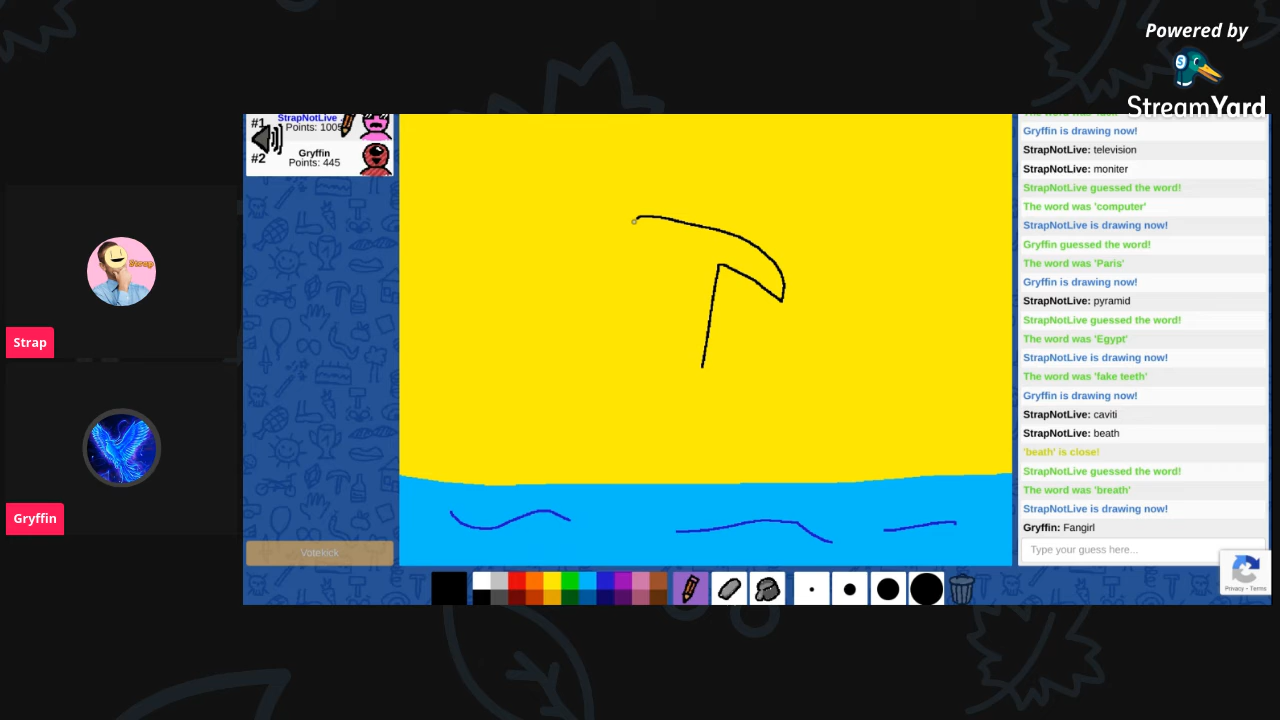 Powered by
StreamYard
#1
StrapNotLive
Points: 1005
#2
Gryffin
Points: 445
Strap
Strap
Gryffin
Votekick
Gryffin is drawing now!
StrapNotLive: television
StrapNotLive: moniter
StrapNotLive guessed the word!
The word was 'computer'
StrapNotLive is drawing now!
Gryffin guessed the word!
The word was 'Paris'
Gryffin is drawing now!
StrapNotLive: pyramid
StrapNotLive guessed the word!
The word was 'Egypt'
StrapNotLive is drawing now!
The word was 'fake teeth'
Gryffin is drawing now!
StrapNotLive: caviti
StrapNotLive: beath
'beath' is close!
StrapNotLive guessed the word!
The word was 'breath'
StrapNotLive is drawing now!
Gryffin: Fangirl
Type your guess here...
Privacy - Terms